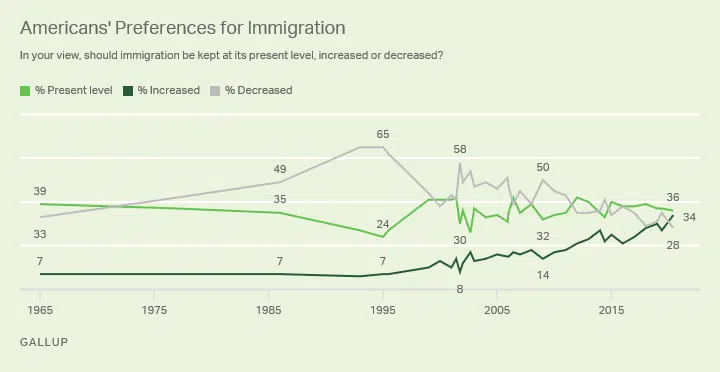 Americans' Preferences for Immigration
In your view, should immigration be kept at its present level, increased or decreased?
% Present level % Increased % Decreased
65
58
49
50
39
35
36
24
34
33
30
32
28
7 7 7
14
8
1965 1975 1985 1995 2005 2015
GALLUP